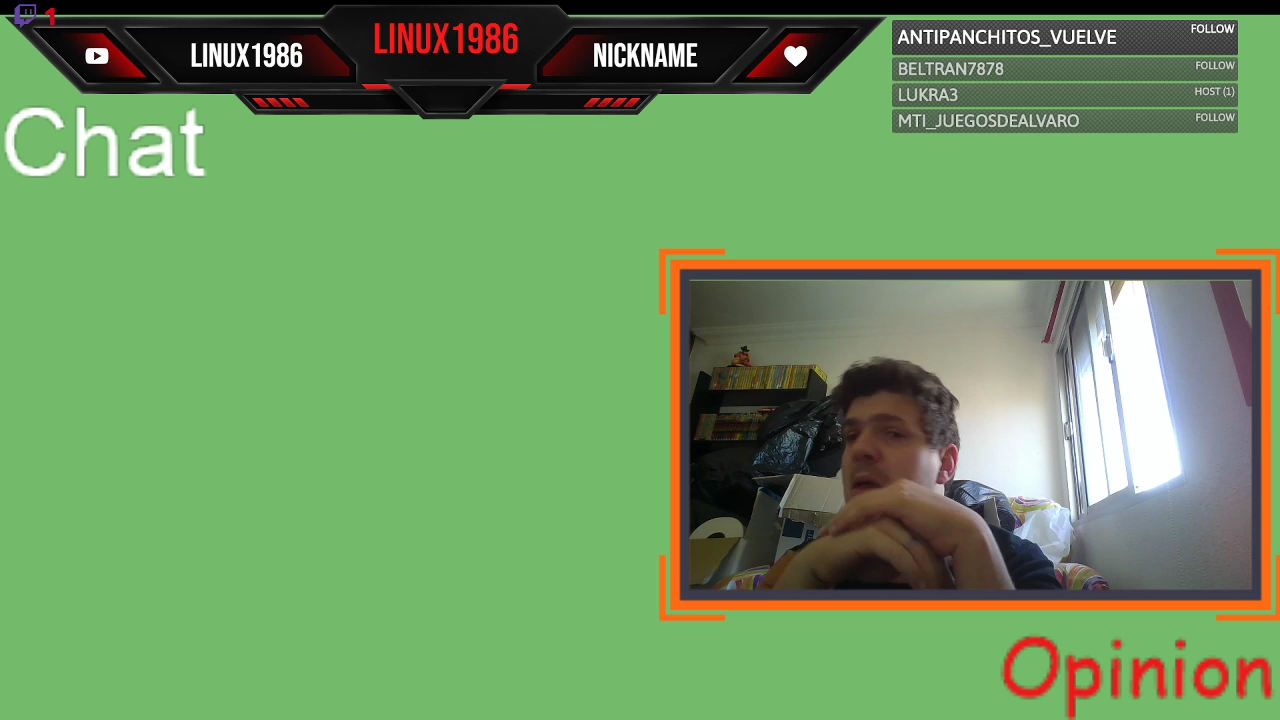 1
LINUX1986
LINUX1986
NICKNAME
ANTIPANCHITOS_VUELVE FOLLOW
BELTRAN7878 FOLLOW
LUKRA3 HOST (1)
MTI_JUEGOSDEALVARO FOLLOW
Chat
Opinion